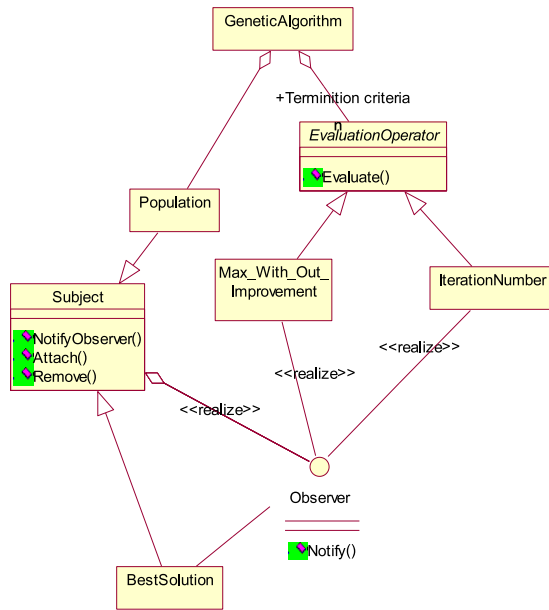 GeneticAlgorithm
+Terminition criteria
n
EvaluationOperator
Evaluate()
Population
Max_With_Out_
Improvement
IterationNumber
Subject
NotifyObserver()
Attach()
Remove()
<<realize>>
<<realize>>
<<realize>>
Observer
Notify()
BestSolution